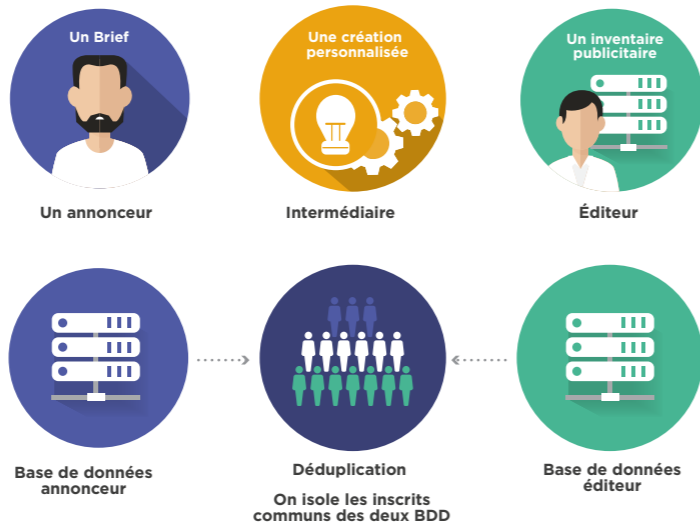 Un Brief
Une création
personnalisée
Un inventaire
publicitaire
Un annonceur
Intermédiaire
Éditeur
Base de données
annonceur
Déduplication
On isole les inscrits
communs des deux BDD
Base de données
éditeur